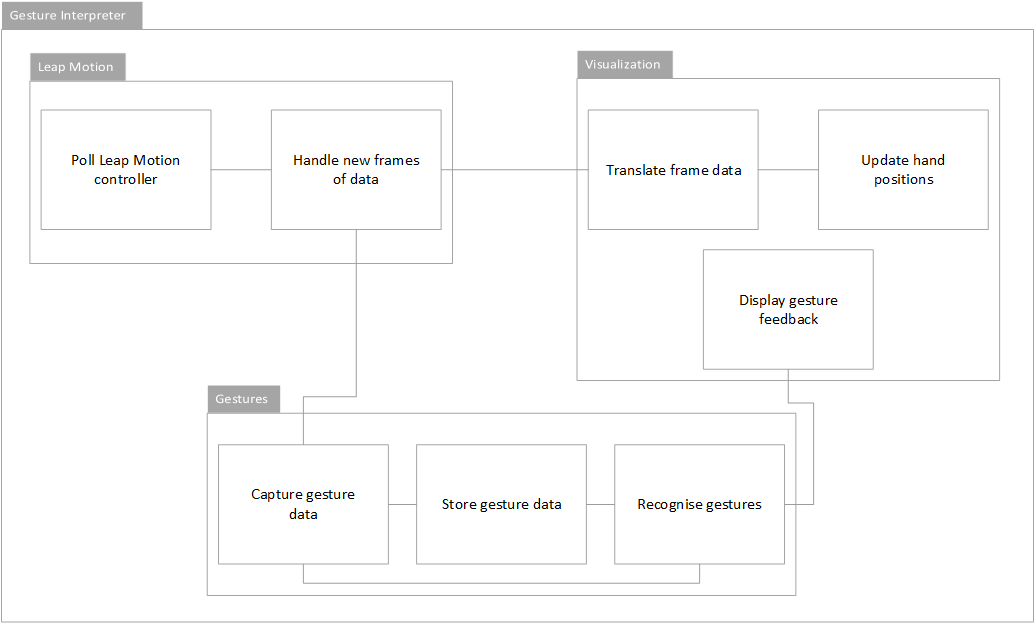 Gesture Interpreter
Leap Motion
Visualization
Poll Leap Motion
controller
Handle new frames
of data
Translate frame data
Update hand
positions
Display gesture
feedback
Gestures
Capture gesture
data
Store gesture data
Recognise gestures